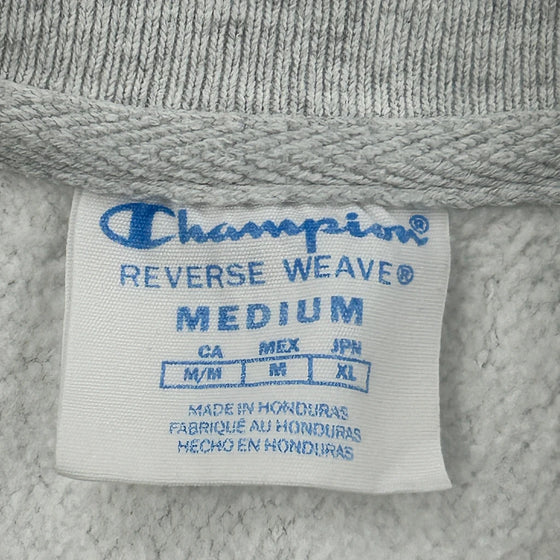 Champion®
REVERSE WEAVE®
MEDIUM
CA MEX JPN
M/M M XL
MADE IN HONDURAS
FABRIQUÉ AU HONDURAS
HECHO EN HONDURAS